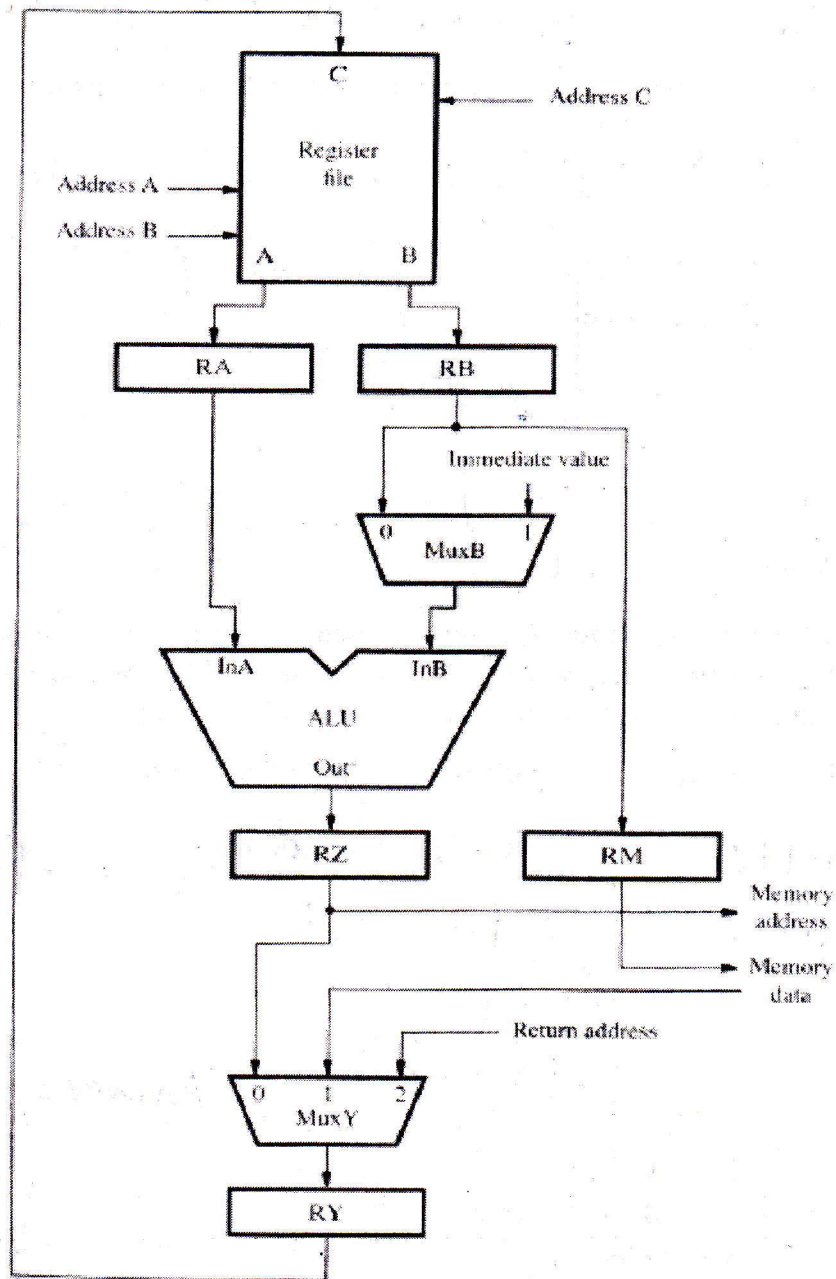 C
Address C
Register
file
Address A
Address B
A
B
RA
RB
Immediate value
0
1
MuxB
InA
InB
ALU
Out
RZ
RM
Memory
address
Memory
data
Return address
0
1
2
MuxY
RY